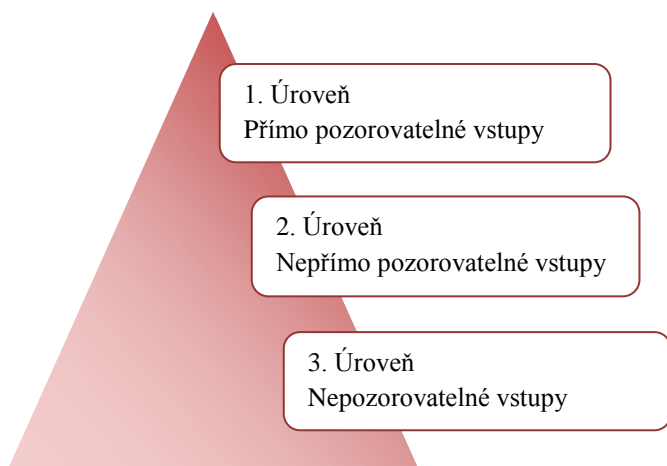 1. Úroveň
Přímo pozorovatelné vstupy
2. Úroveň
Nepřímo pozorovatelné vstupy
3. Úroveň
Nepozorovatelné vstupy